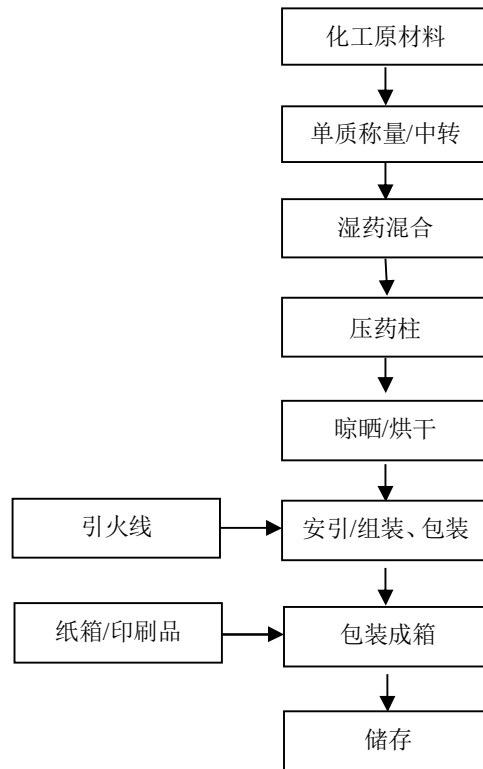 化工原材料
单质称量/中转
湿药混合
压药柱
晾晒/烘干
引火线
安引/组装、包装
纸箱/印刷品
包装成箱
储存